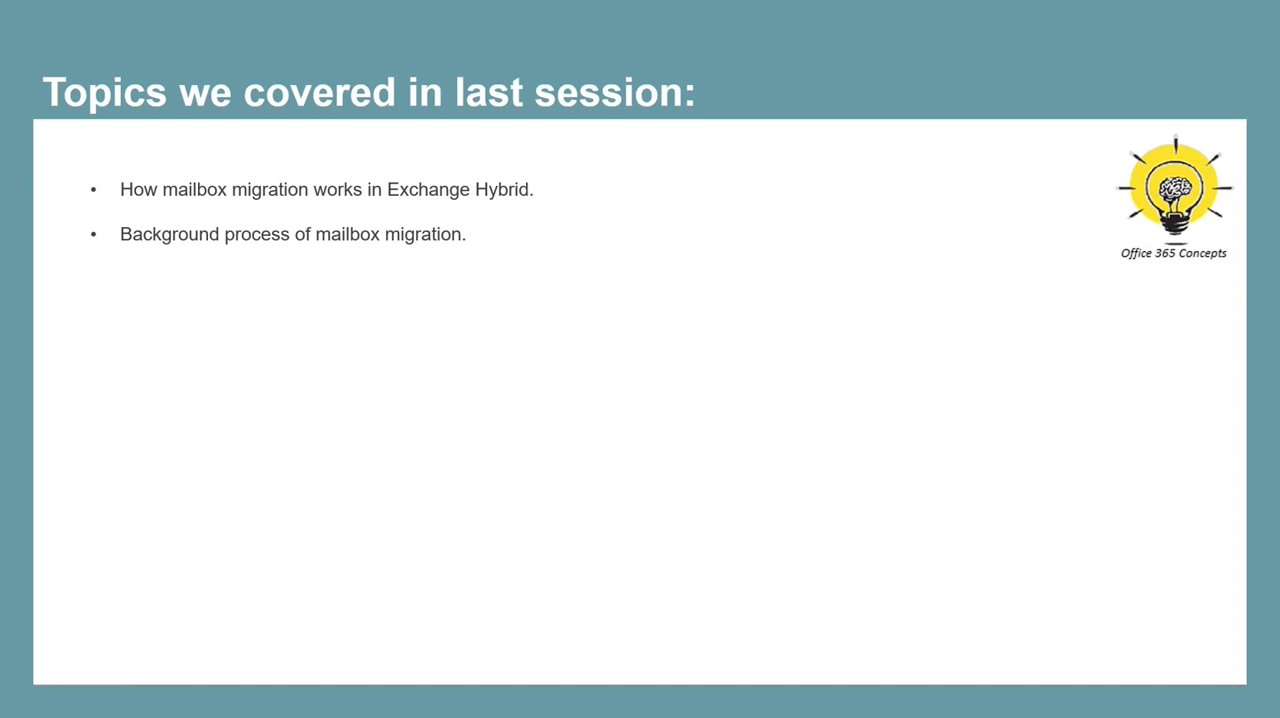 Topics we covered in last session:
• How mailbox migration works in Exchange Hybrid.
• Background process of mailbox migration.
Office 365 Concepts